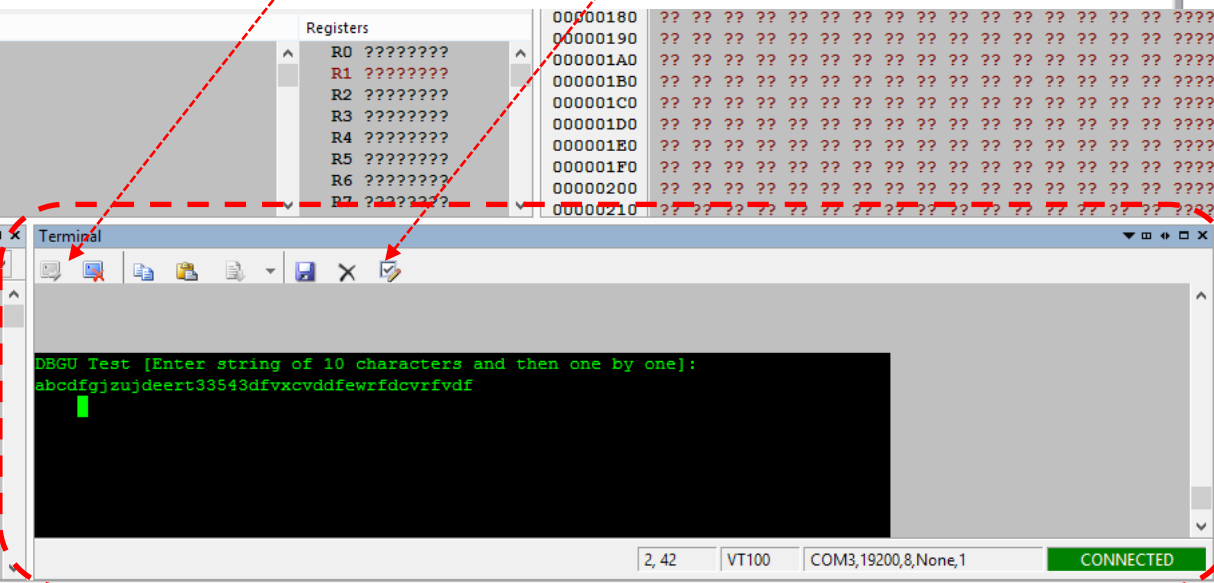 Registers
R0 ????????
R1 ????????
R2 ????????
R3 ????????
R4 ????????
R5 ????????
R6 ????????
R7 ????????
00000180 ?? ?? ?? ?? ?? ?? ?? ?? ?? ?? ?? ?? ?? ?? ?? ?? ????
00000190 ?? ?? ?? ?? ?? ?? ?? ?? ?? ?? ?? ?? ?? ?? ?? ?? ????
000001A0 ?? ?? ?? ?? ?? ?? ?? ?? ?? ?? ?? ?? ?? ?? ?? ?? ????
000001B0 ?? ?? ?? ?? ?? ?? ?? ?? ?? ?? ?? ?? ?? ?? ?? ?? ????
000001C0 ?? ?? ?? ?? ?? ?? ?? ?? ?? ?? ?? ?? ?? ?? ?? ?? ????
000001D0 ?? ?? ?? ?? ?? ?? ?? ?? ?? ?? ?? ?? ?? ?? ?? ?? ????
000001E0 ?? ?? ?? ?? ?? ?? ?? ?? ?? ?? ?? ?? ?? ?? ?? ?? ????
000001F0 ?? ?? ?? ?? ?? ?? ?? ?? ?? ?? ?? ?? ?? ?? ?? ?? ????
00000200 ?? ?? ?? ?? ?? ?? ?? ?? ?? ?? ?? ?? ?? ?? ?? ?? ????
00000210 ?? ?? ?? ?? ?? ?? ?? ?? ?? ?? ?? ?? ?? ?? ?? ?? ????
Terminal
DBGU Test [Enter string of 10 characters and then one by one]:
abcdfgjzujdeert33543dfvxcvddfewrfdcvrfvdf
2, 42 VT100 COM3,19200,8,None,1 CONNECTED